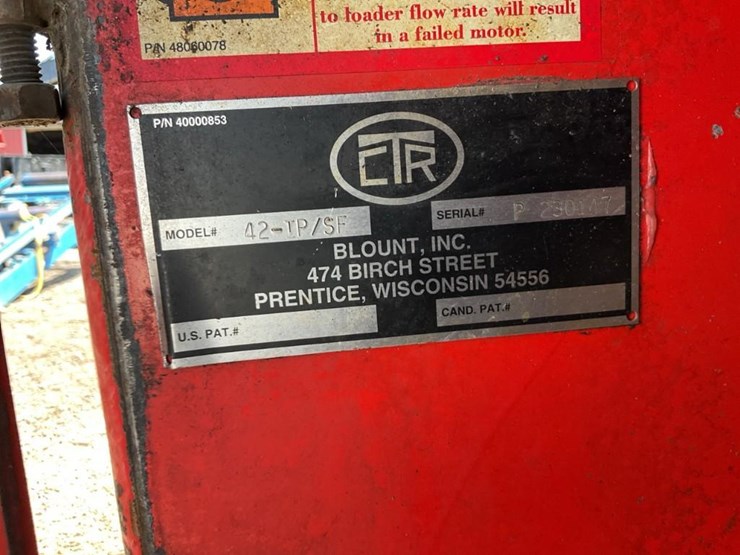 to loader flow rate will result
in a failed motor.
P/N 48060078
P/N 40000853
CTR
MODEL# 42-TP/SF
SERIAL# P
BLOUNT, INC.
474 BIRCH STREET
PRENTICE, WISCONSIN 54556
U.S. PAT.#
CAND. PAT.#